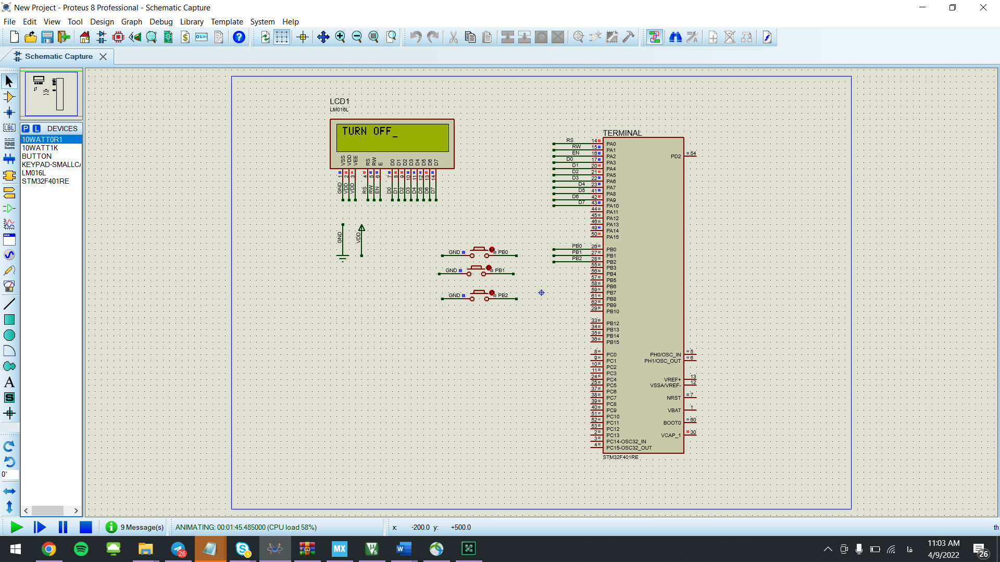 New Project - Proteus 8 Professional - Schematic Capture
File Edit View Tool Design Graph Debug Library Template System Help
Schematic Capture
P L DEVICES
10WATT0R1
10WATT1K
BUTTON
KEYPAD-SMALLCA
LM016L
STM32F401RE
LBL
A
S
0°
LCD1
LM016L
TURN OFF_
VSS VDD VEE RS RW E D0 D1 D2 D3 D4 D5 D6 D7
1 2 3 4 5 6 7 8 9 10 11 12 13 14
GND VDD VDD RS RW EN D0 D1 D2 D3 D4 D5 D6 D7
GND VDD
GND PB0
GND PB1
GND PB2
TERMINAL
RS 14 PA0
RW 15 PA1
EN 16 PA2 PD2 54
D0 17 PA3
D1 20 PA4
D2 21 PA5
D3 22 PA6
D4 23 PA7
D5 41 PA8
D6 42 PA9
D7 43 PA10
44 PA11
45 PA12
46 PA13
49 PA14
50 PA15
PB0 26 PB0
PB1 27 PB1
PB2 28 PB2
55 PB3
56 PB4
57 PB5
58 PB6
59 PB7
61 PB8
62 PB9
29 PB10
33 PB12
34 PB13
35 PB14
36 PB15
8 PC0 PH0/OSC_IN 5
9 PC1 PH1/OSC_OUT 6
10 PC2
11 PC3
24 PC4 VREF+ 13
25 PC5 VSSA/VREF- 12
37 PC6
38 PC7 NRST 7
39 PC8
40 PC9 VBAT 1
51 PC10
52 PC11 BOOT0 60
53 PC12
2 PC13 VCAP_1 30
3 PC14-OSC32_IN
4 PC15-OSC32_OUT
STM32F401RE
9 Message(s) ANIMATING: 00:01:45.485000 (CPU load 58%) x: -200.0 y: +500.0 th
26 MX V5 W فا 11:03 AM
4/9/2022 26